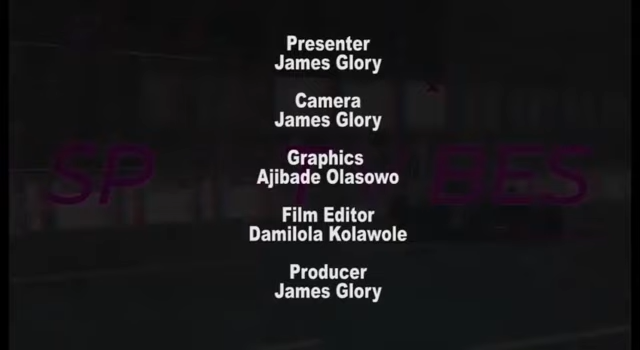 Presenter
James Glory
Camera
James Glory
Graphics
Ajibade Olasowo
Film Editor
Damilola Kolawole
Producer
James Glory